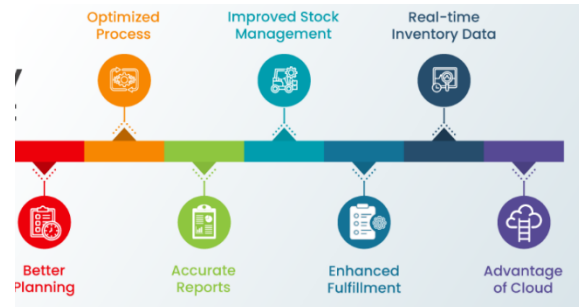 Optimized
Process
Improved Stock
Management
Real-time
Inventory Data
Better
Planning
Accurate
Reports
Enhanced
Fulfillment
Advantage
of Cloud